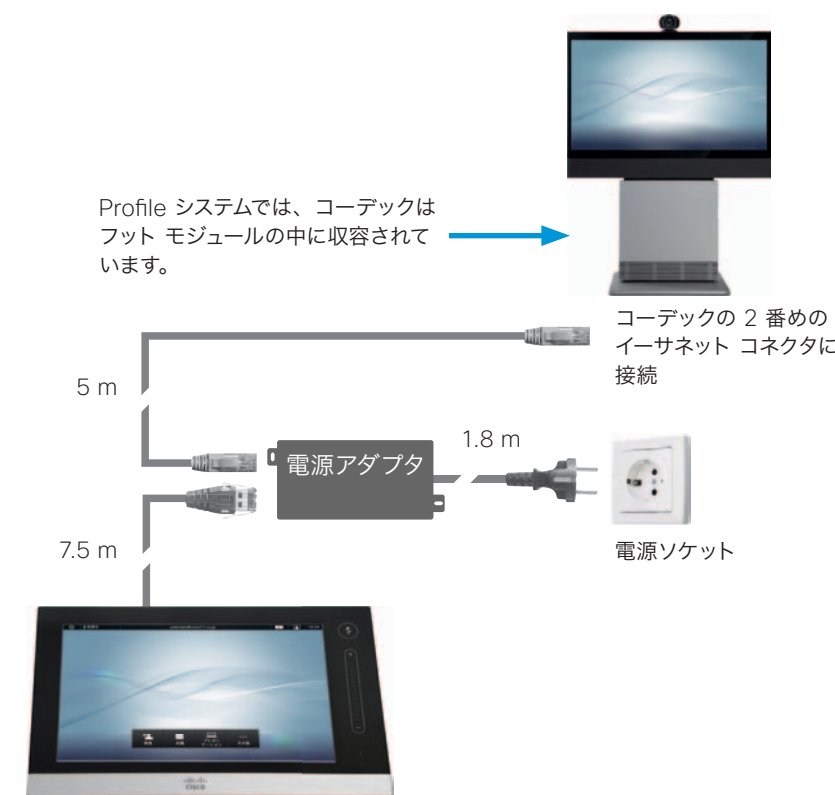 Profile システムでは、コーデックは
フット モジュールの中に収容されて
います。
コーデックの 2 番めの
イーサネット コネクタに
接続
5 m
1.8 m
電源アダプタ
7.5 m
電源ソケット
CISCO